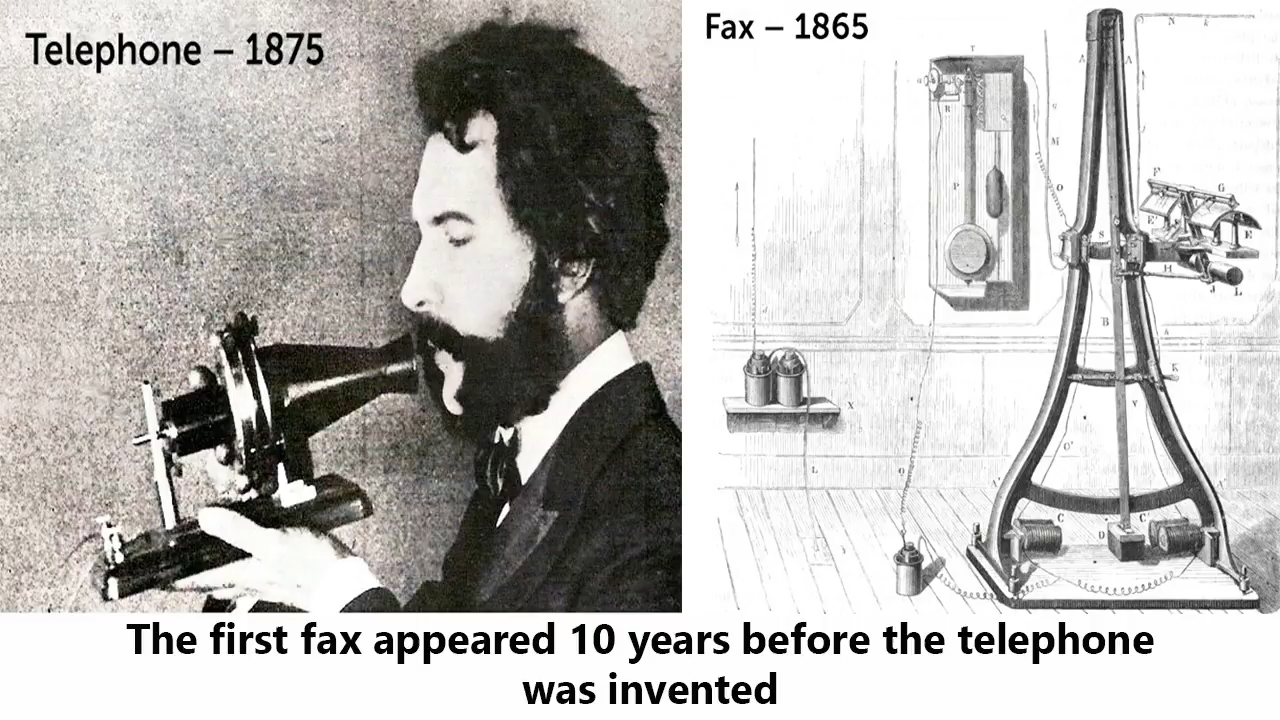 Telephone – 1875
Fax – 1865
The first fax appeared 10 years before the telephone
was invented